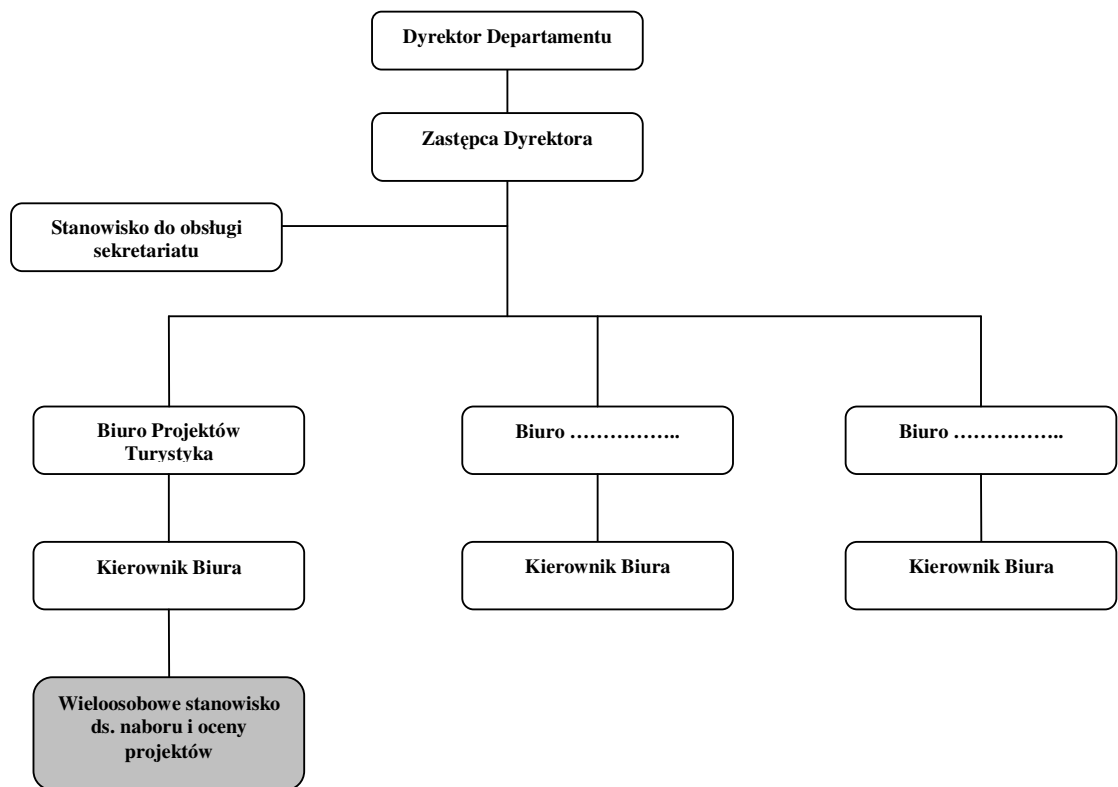 Dyrektor Departamentu
Zastępca Dyrektora
Stanowisko do obsługi
sekretariatu
Biuro Projektów
Turystyka
Biuro ……………..
Biuro ……………..
Kierownik Biura
Kierownik Biura
Kierownik Biura
Wieloosobowe stanowisko
ds. naboru i oceny
projektów